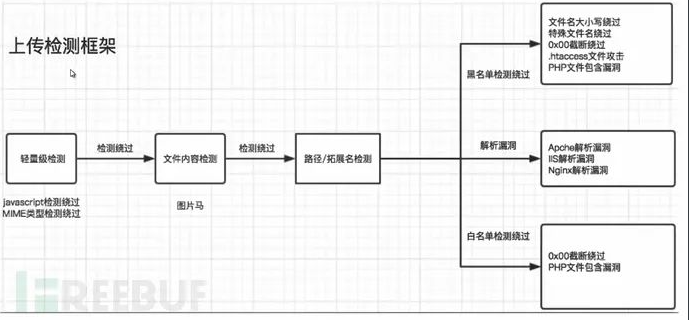 上传检测框架
文件名大小写绕过
特殊文件名绕过
0x00截断绕过
.htaccess文件攻击
PHP文件包含漏洞
黑名单检测绕过
轻量级检测
检测绕过
文件内容检测
检测绕过
路径/拓展名检测
解析漏洞
Apche解析漏洞
IIS解析漏洞
Nginx解析漏洞
javascript检测绕过
MIME类型检测绕过
图片马
白名单检测绕过
0x00截断绕过
PHP文件包含漏洞
FREEBUF